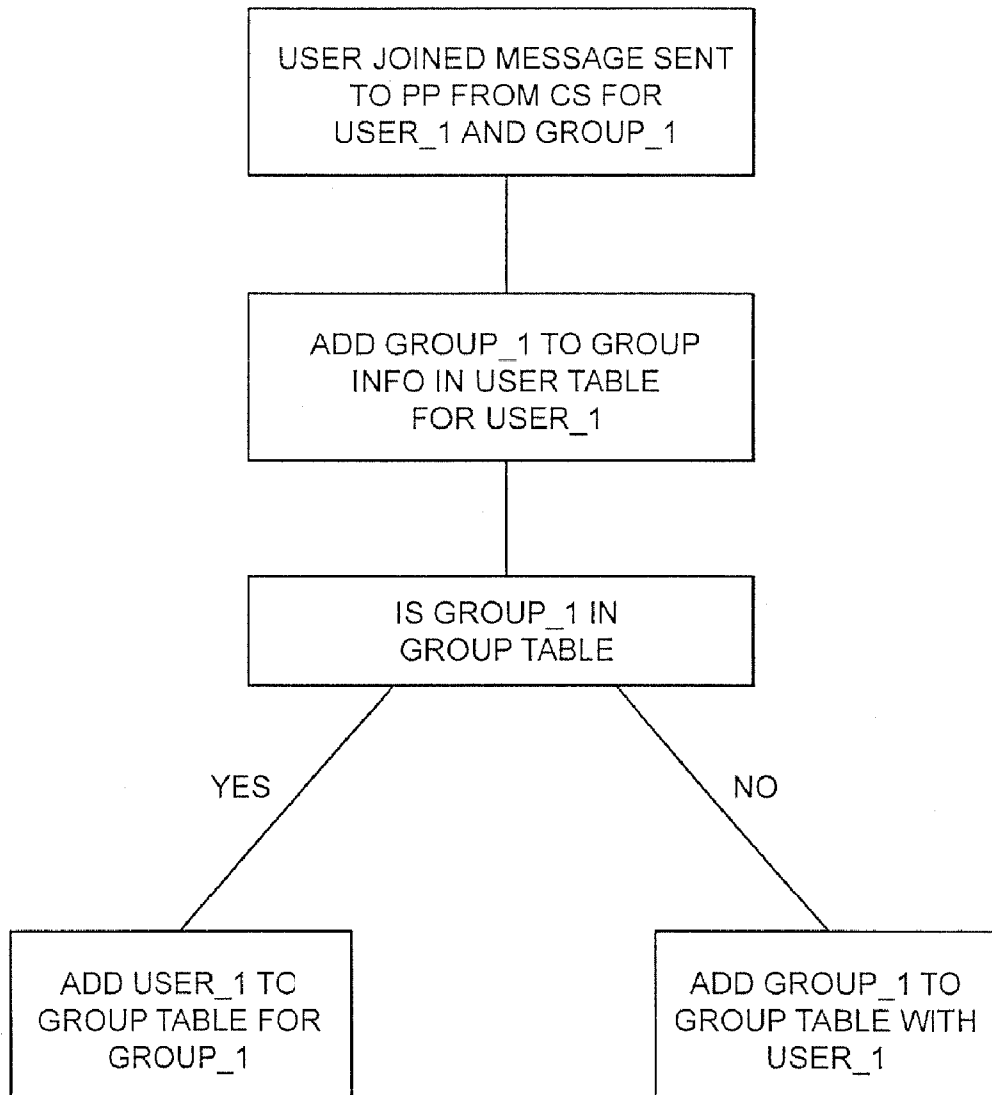 USER JOINED MESSAGE SENT
TO PP FROM CS FOR
USER_1 AND GROUP_1
ADD GROUP_1 TO GROUP
INFO IN USER TABLE
FOR USER_1
IS GROUP_1 IN
GROUP TABLE
YES
NO
ADD USER_1 TO
GROUP TABLE FOR
GROUP_1
ADD GROUP_1 TO
GROUP TABLE WITH
USER_1